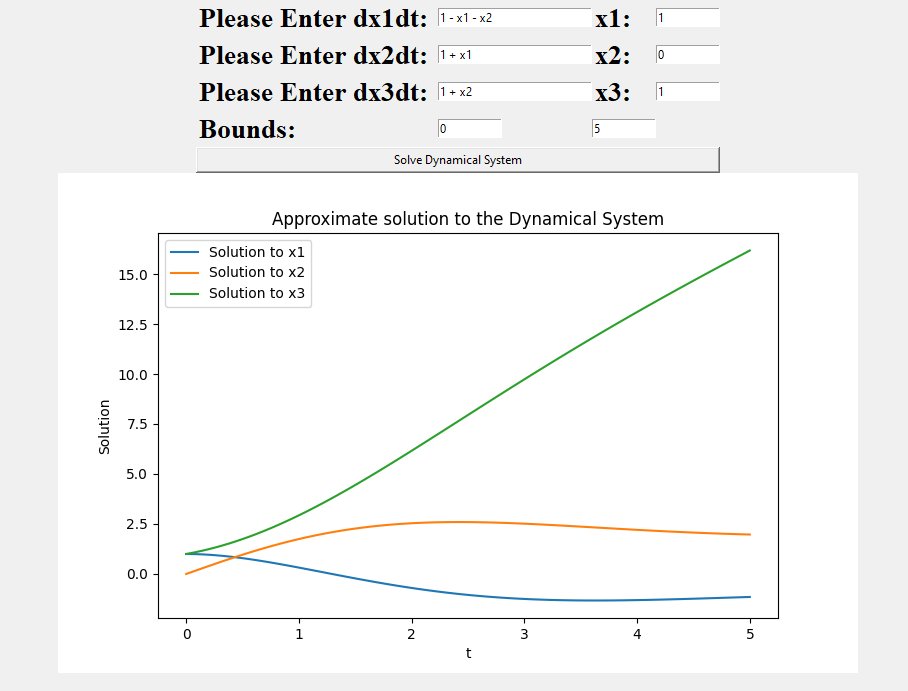 Please Enter dx1dt: 1 - x1 - x2 x1: 1
Please Enter dx2dt: 1 + x1 x2: 0
Please Enter dx3dt: 1 + x2 x3: 1
Bounds: 0 5
Solve Dynamical System
Approximate solution to the Dynamical System
Solution to x1
Solution to x2
Solution to x3
15.0
12.5
10.0
7.5
5.0
2.5
0.0
Solution
0 1 2 3 4 5
t